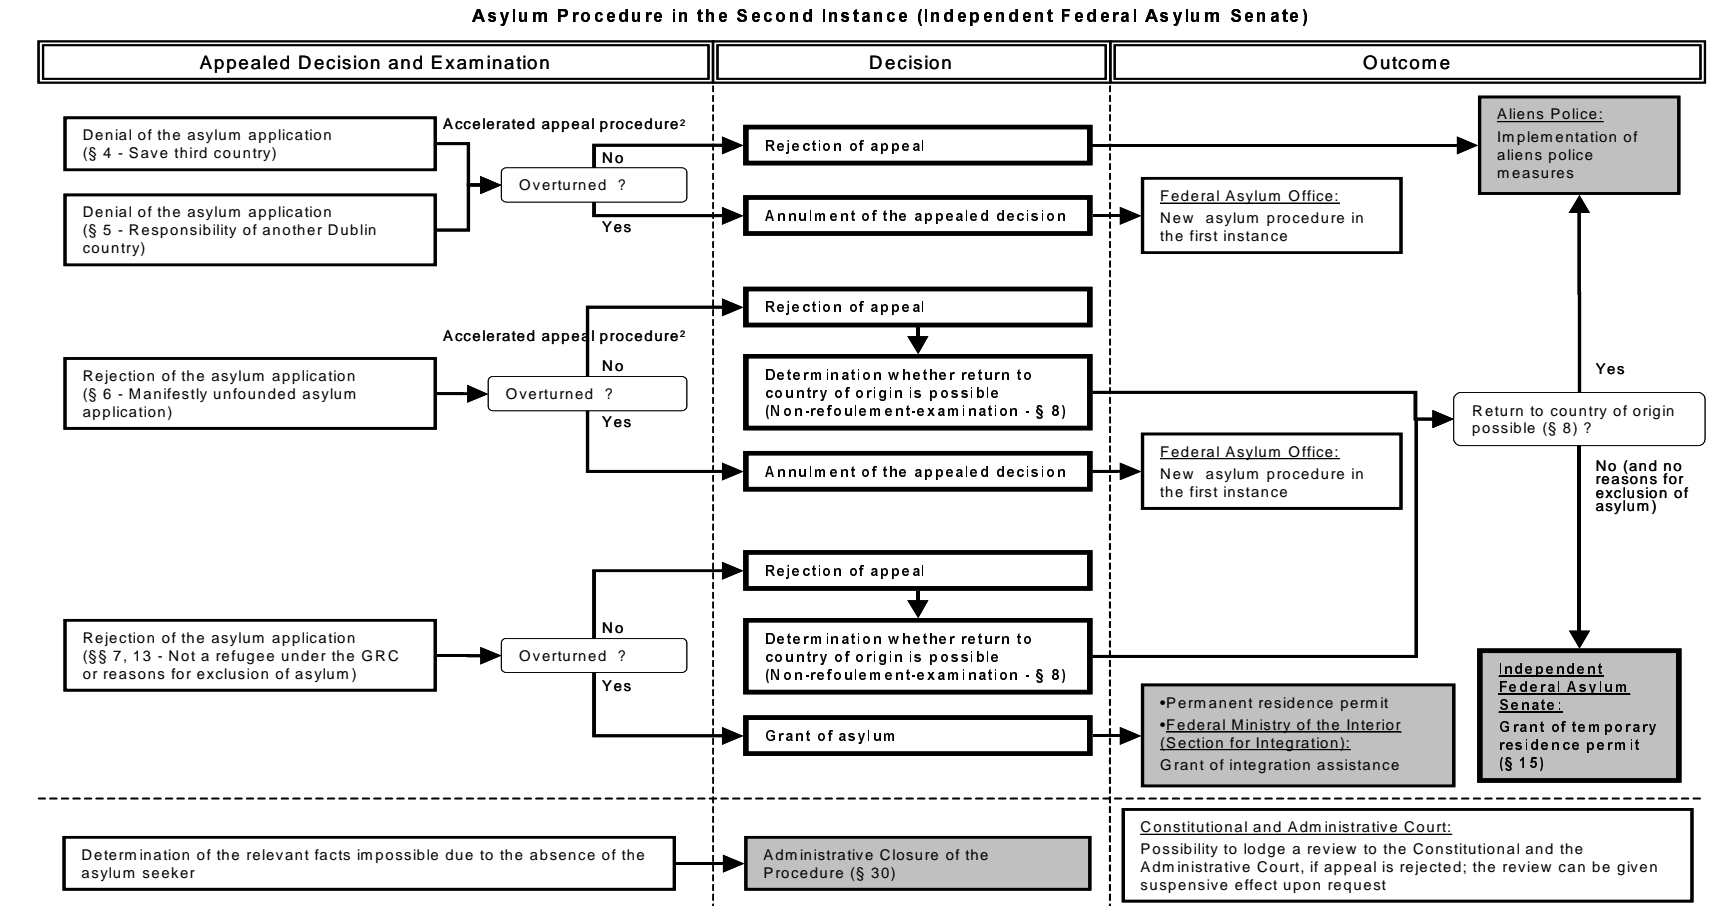 Asylum Procedure in the Second Instance (Independent Federal Asylum Senate)
Appealed Decision and Examination
Decision
Outcome
Denial of the asylum application
(§ 4 - Save third country)
Denial of the asylum application
(§ 5 - Responsibility of another Dublin
country)
Accelerated appeal procedure²
No
Overturned ?
Yes
Rejection of appeal
Annulment of the appealed decision
Federal Asylum Office:
New asylum procedure in
the first instance
Aliens Police:
Implementation of
aliens police
measures
Rejection of the asylum application
(§ 6 - Manifestly unfounded asylum
application)
Accelerated appeal procedure²
No
Overturned ?
Yes
Rejection of appeal
Determination whether return to
country of origin is possible
(Non-refoulement-examination - § 8)
Annulment of the appealed decision
Federal Asylum Office:
New asylum procedure in
the first instance
Yes
Return to country of origin
possible (§ 8) ?
No (and no
reasons for
exclusion of
asylum)
Rejection of the asylum application
(§§ 7, 13 - Not a refugee under the GRC
or reasons for exclusion of asylum)
No
Overturned ?
Yes
Rejection of appeal
Determination whether return to
country of origin is possible
(Non-refoulement-examination - § 8)
Grant of asylum
•Permanent residence permit
•Federal Ministry of the Interior
(Section for Integration):
Grant of integration assistance
Independent
Federal Asylum
Senate:
Grant of temporary
residence permit
(§ 15)
Determination of the relevant facts impossible due to the absence of the
asylum seeker
Administrative Closure of the
Procedure (§ 30)
Constitutional and Administrative Court:
Possibility to lodge a review to the Constitutional and the
Administrative Court, if appeal is rejected; the review can be given
suspensive effect upon request